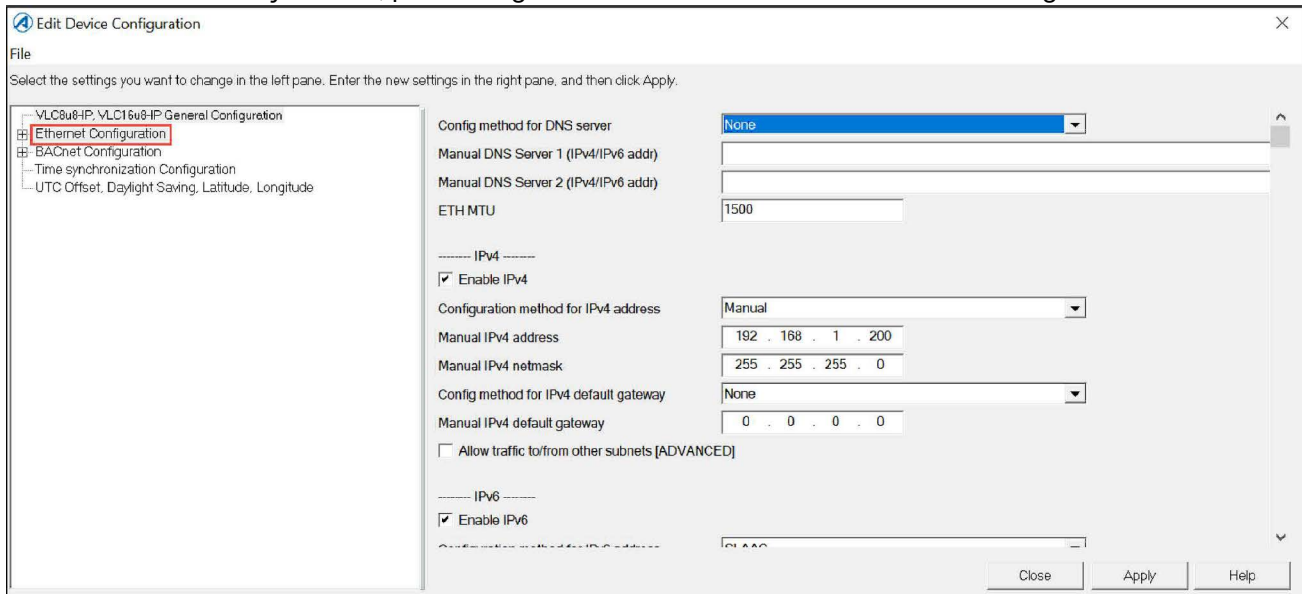 Edit Device Configuration
File
Select the settings you want to change in the left pane. Enter the new settings in the right pane, and then click Apply.
VLC8u8-IP, VLC16u8-IP General Configuration
Ethernet Configuration
BACnet Configuration
Time synchronization Configuration
UTC Offset, Daylight Saving, Latitude, Longitude
Config method for DNS server None
Manual DNS Server 1 (IPv4/IPv6 addr)
Manual DNS Server 2 (IPv4/IPv6 addr)
ETH MTU 1500
-------- IPv4 --------
Enable IPv4
Configuration method for IPv4 address Manual
Manual IPv4 address 192 . 168 . 1 . 200
Manual IPv4 netmask 255 . 255 . 255 . 0
Config method for IPv4 default gateway None
Manual IPv4 default gateway 0 . 0 . 0 . 0
Allow traffic to/from other subnets [ADVANCED]
-------- IPv6 --------
Enable IPv6
Configuration method for IPv6 address SLAAC
Close Apply Help